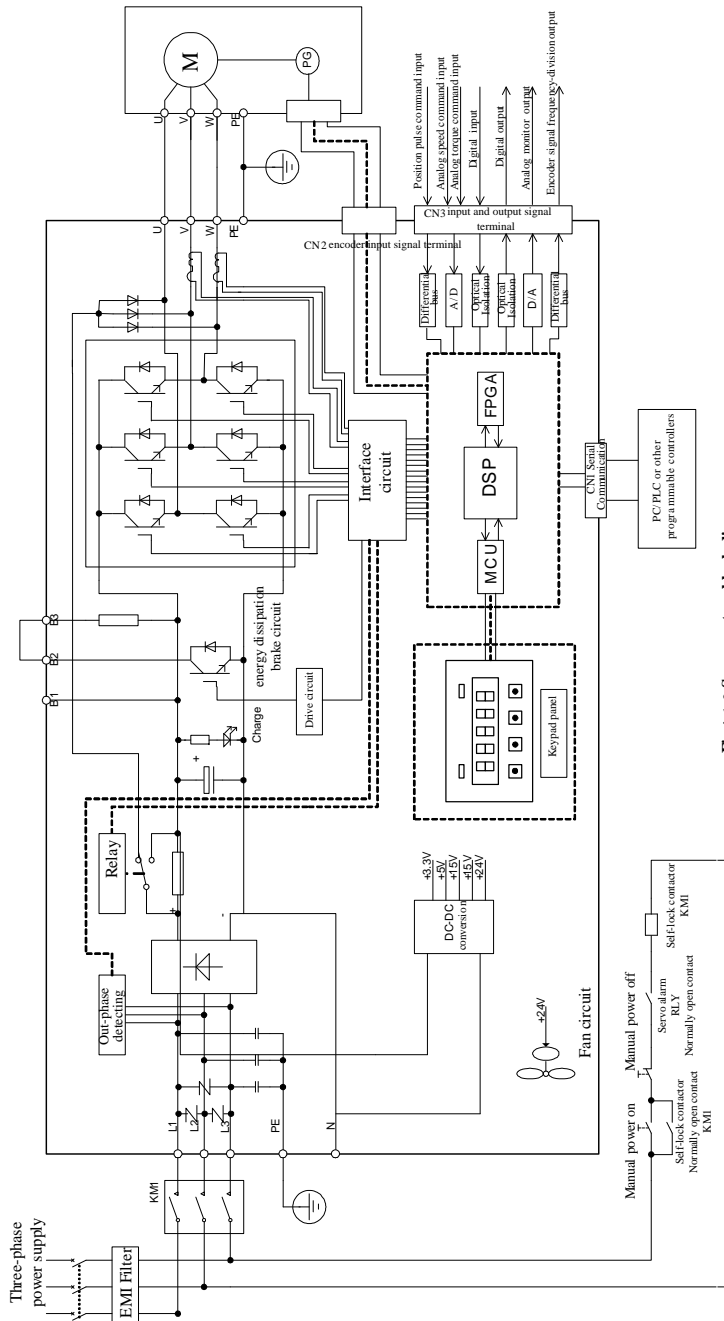 Three-phase
power supply
EMI Filter
KM1
L1
L2
L3
PE
N
Out-phase
detecting
Relay
+
-
+
Charge
B1
B2
B3
energy dissipation
brake circuit
Drive circuit
Interface
circuit
U
V
W
PE
U
V
W
PE
M
PG
CN2 encoder input signal terminal
CN3 input and output signal
terminal
Position pulse command input
Analog speed command input
Analog torque command input
Digital input
Digital output
Analog monitor output
Encoder signal frequency-division output
Differential
bus
A/D
Optical
Isolation
Optical
Isolation
D/A
Differential
bus
MCU
DSP
FPGA
CN1 Serial
Communication
PC/PLC or other
programmable controllers
Keypad panel
DC-DC
conversion
+3.3V
+5V
+15V
+15V
+24V
+24V
Fan circuit
Manual power on
Self-lock contactor
Normally open contact
KM1
Manual power off
Servo alarm
RLY
Normally open contact
Self-lock contactor
KM1